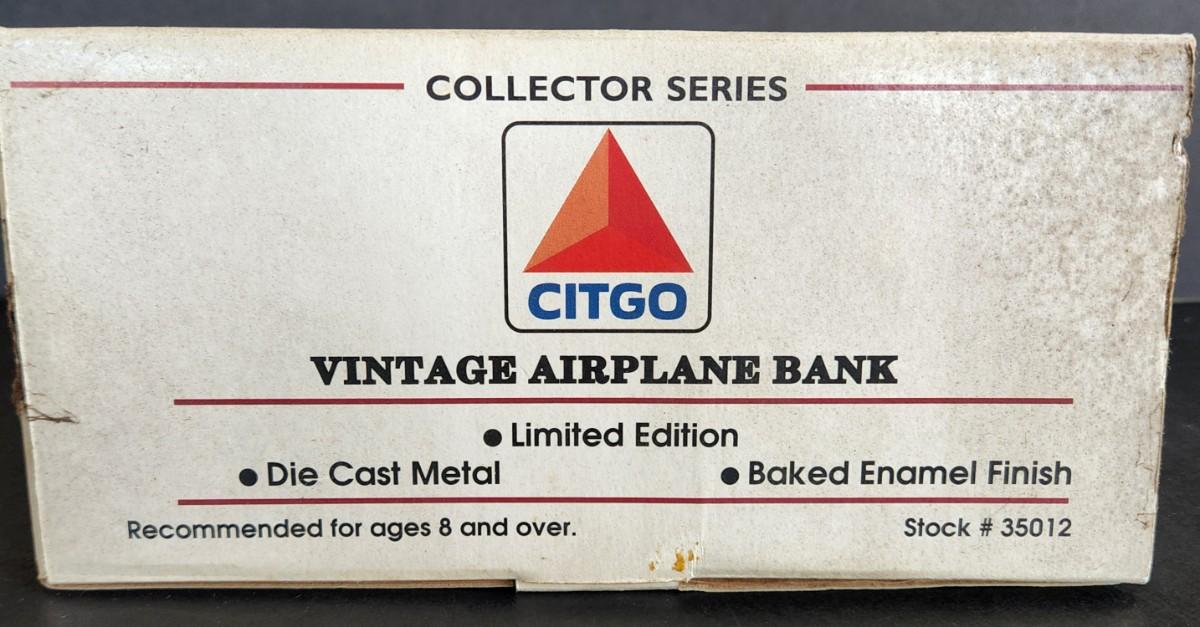 COLLECTOR SERIES
CITGO
VINTAGE AIRPLANE BANK
● Limited Edition
● Die Cast Metal ● Baked Enamel Finish
Recommended for ages 8 and over. Stock # 35012